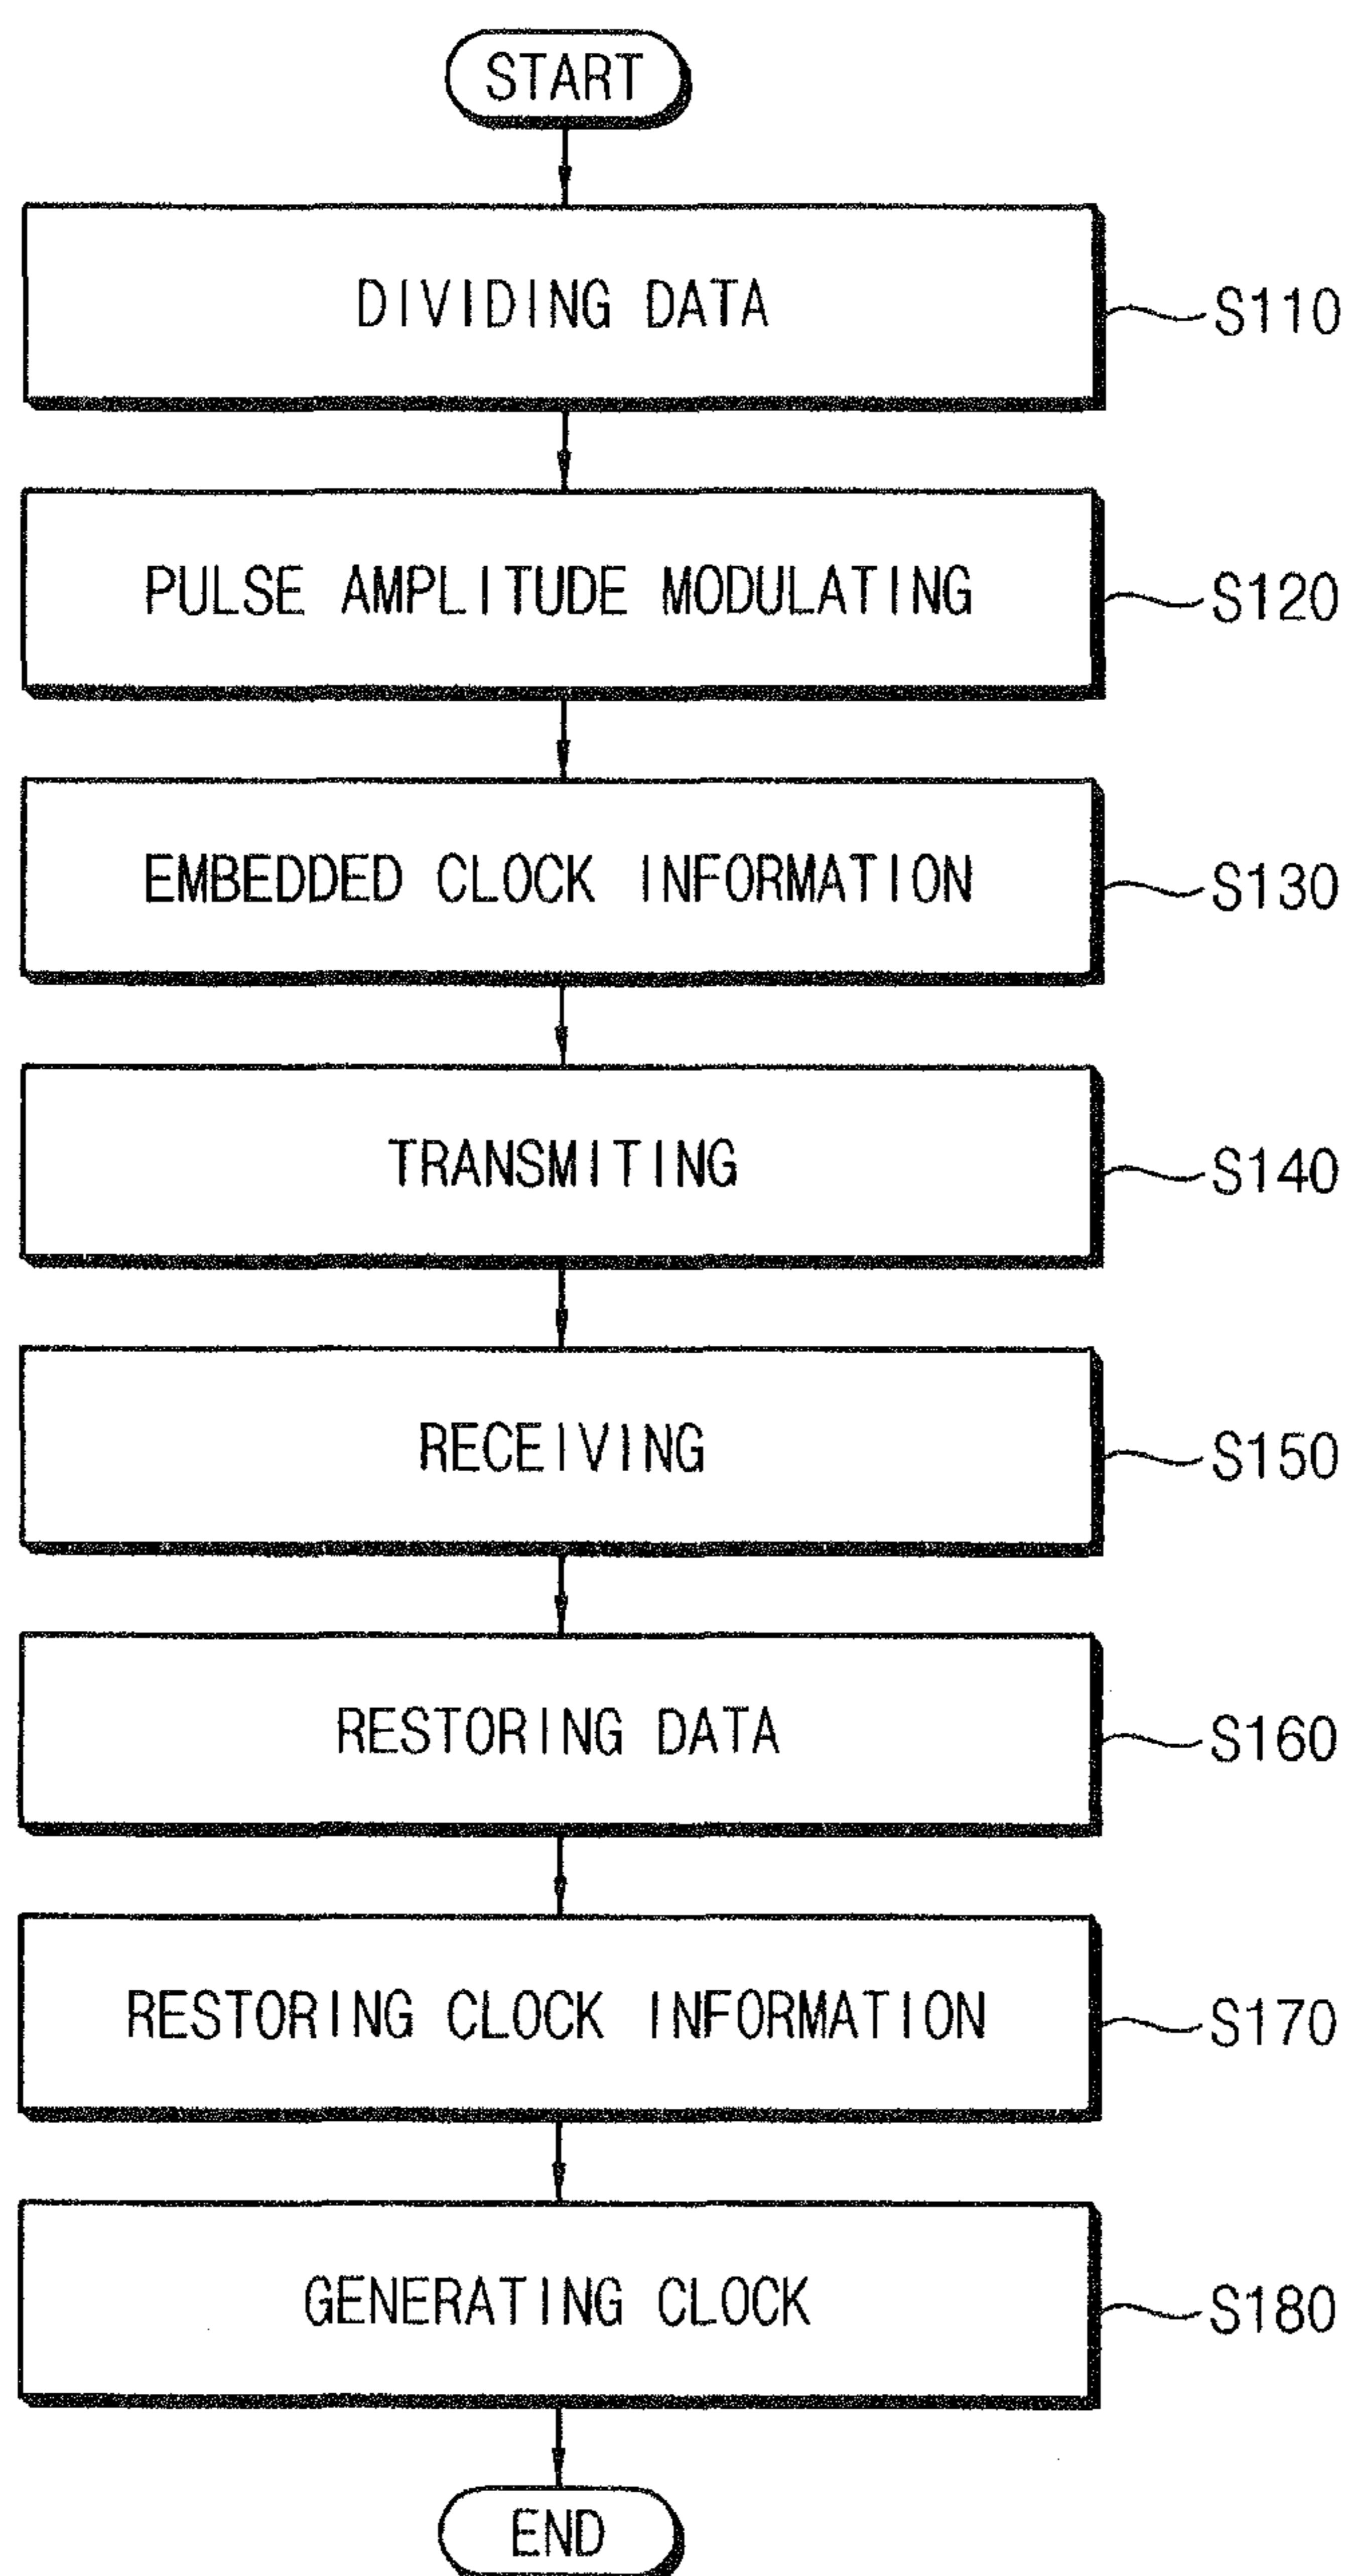 START
DIVIDING DATA
S110
PULSE AMPLITUDE MODULATING
S120
EMBEDDED CLOCK INFORMATION
S130
TRANSMITING
S140
RECEIVING
S150
RESTORING DATA
S160
RESTORING CLOCK INFORMATION
S170
GENERATING CLOCK
S180
END